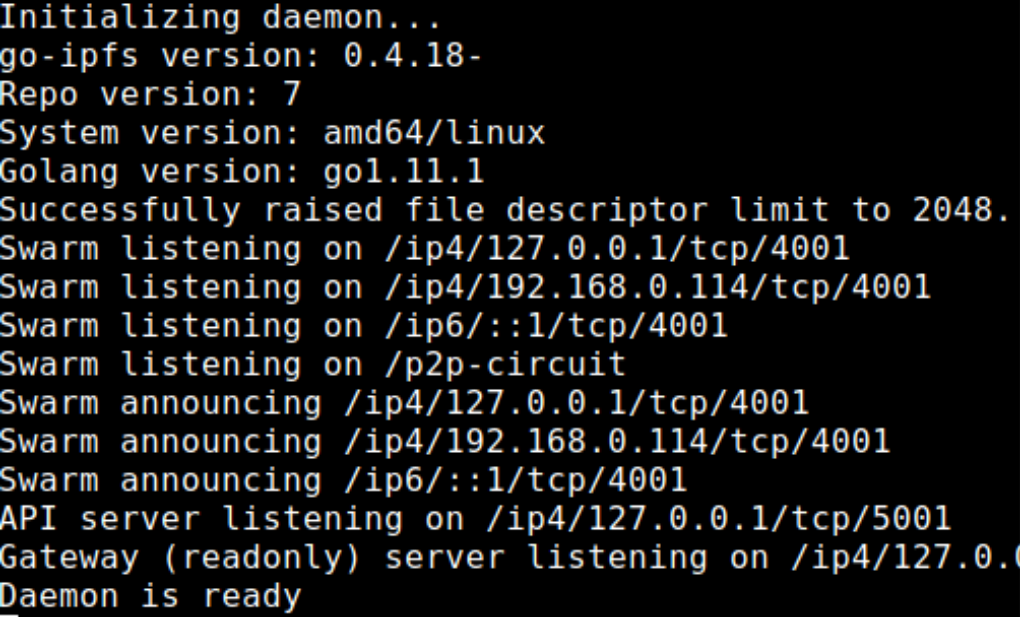 Initializing daemon...
go-ipfs version: 0.4.18-
Repo version: 7
System version: amd64/linux
Golang version: go1.11.1
Successfully raised file descriptor limit to 2048.
Swarm listening on /ip4/127.0.0.1/tcp/4001
Swarm listening on /ip4/192.168.0.114/tcp/4001
Swarm listening on /ip6/::1/tcp/4001
Swarm listening on /p2p-circuit
Swarm announcing /ip4/127.0.0.1/tcp/4001
Swarm announcing /ip4/192.168.0.114/tcp/4001
Swarm announcing /ip6/::1/tcp/4001
API server listening on /ip4/127.0.0.1/tcp/5001
Gateway (readonly) server listening on /ip4/127.0.0
Daemon is ready